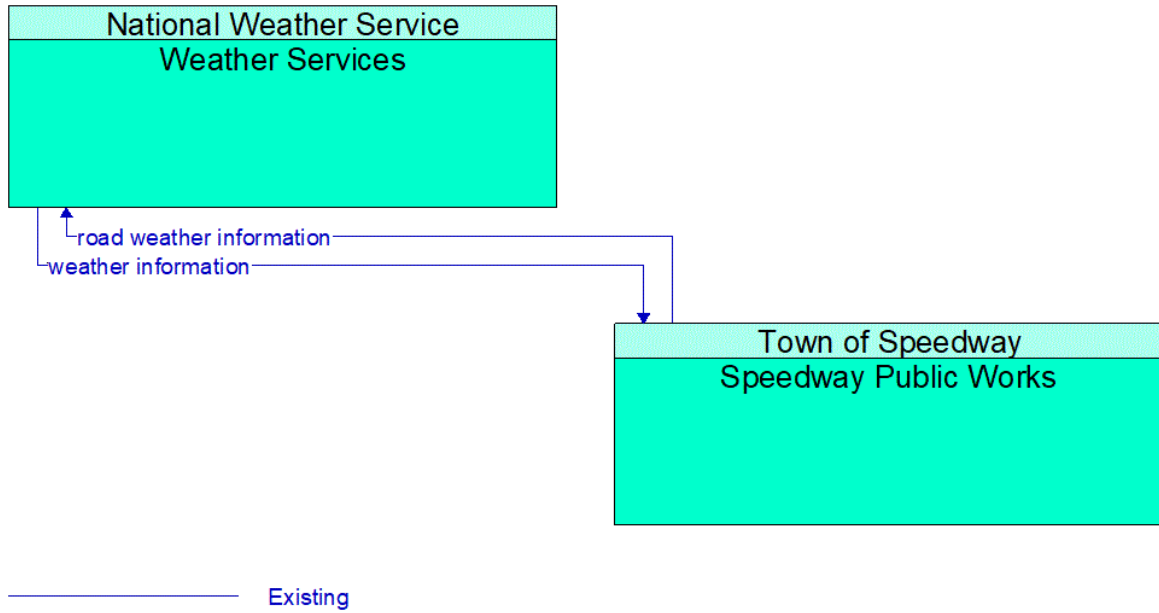 National Weather Service
Weather Services
road weather information
weather information
Town of Speedway
Speedway Public Works
Existing